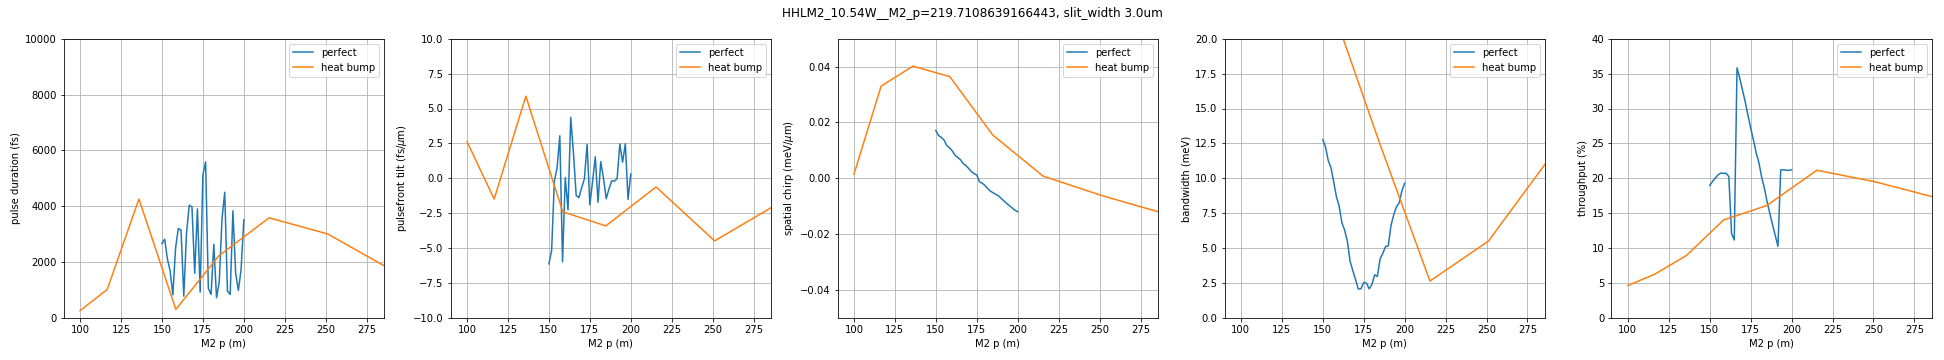 HHLM2_10.54W__M2_p=219.7108639166443, slit_width 3.0um
pulse duration (fs)
10000
8000
6000
4000
2000
0
100 125 150 175 200 225 250 275
M2 p (m)
perfect
heat bump
pulsefront tilt (fs/μm)
10.0
7.5
5.0
2.5
0.0
−2.5
−5.0
−7.5
−10.0
100 125 150 175 200 225 250 275
M2 p (m)
perfect
heat bump
spatial chirp (meV/μm)
0.04
0.02
0.00
−0.02
−0.04
100 125 150 175 200 225 250 275
M2 p (m)
perfect
heat bump
bandwidth (meV)
20.0
17.5
15.0
12.5
10.0
7.5
5.0
2.5
0.0
100 125 150 175 200 225 250 275
M2 p (m)
perfect
heat bump
throughput (%)
40
35
30
25
20
15
10
5
0
100 125 150 175 200 225 250 275
M2 p (m)
perfect
heat bump